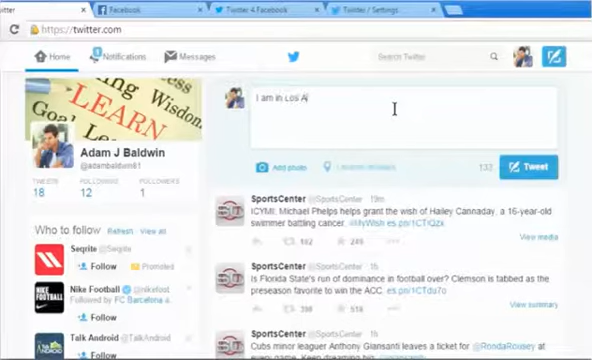 Facebook
Twitter 4 Facebook
Twitter / Settings
https://twitter.com
Home
Notifications
Messages
Search Twitter
ing
Wisdom
LEARN
Goal
Adam J Baldwin
@adambaldwin81
TWEETS FOLLOWING FOLLOWERS
18 12 1
I am in Los A
Add photo
132
Tweet
Who to follow Refresh View all
Seqrite @Seqrite
Follow Promoted
Nike Football @nikefoot
Followed by FC Barcelona a
Follow
Talk Android @TalkAndroid
Follow
SportsCenter @SportsCenter 19m
ICYMI: Michael Phelps helps grant the wish of Hailey Cannaday, a 16-year-old
swimmer battling cancer. #MyWish
View media
SportsCenter @SportsCenter 1h
Is Florida State's run of dominance in football over? Clemson is tabbed as the
preseason favorite to win the ACC.
View summary
SportsCenter @SportsCenter 1h
Cubs minor leaguer Anthony Giansanti leaves a ticket for @RondaRousey at